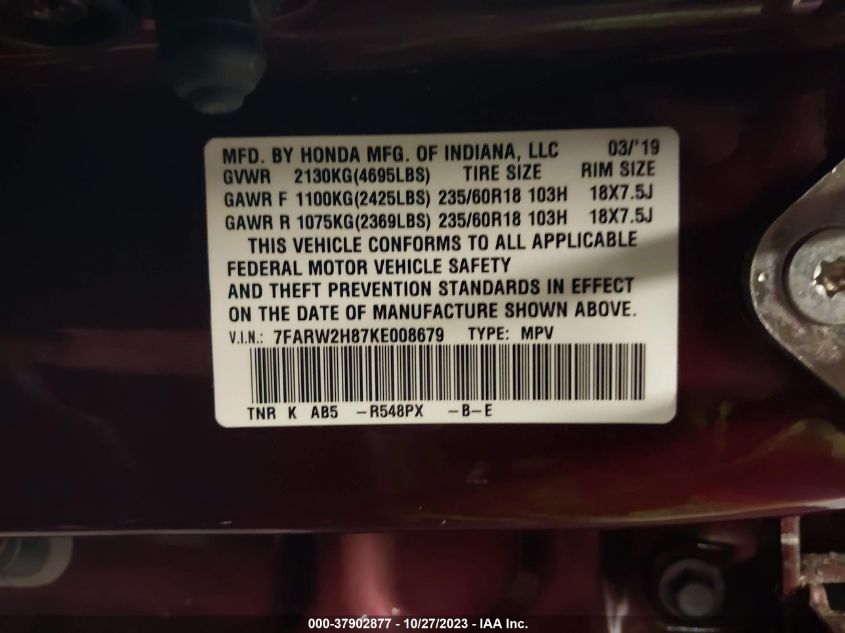 MFD. BY HONDA MFG. OF INDIANA, LLC 03/'19
GVWR 2130KG(4695LBS) TIRE SIZE RIM SIZE
GAWR F 1100KG(2425LBS) 235/60R18 103H 18X7.5J
GAWR R 1075KG(2369LBS) 235/60R18 103H 18X7.5J
THIS VEHICLE CONFORMS TO ALL APPLICABLE
FEDERAL MOTOR VEHICLE SAFETY
AND THEFT PREVENTION STANDARDS IN EFFECT
ON THE DATE OF MANUFACTURE SHOWN ABOVE.
V.I.N.: 7FARW2H87KE008679 TYPE: MPV
TNR K AB5 -R548PX -B-E
000-37902877 - 10/27/2023 - IAA Inc.